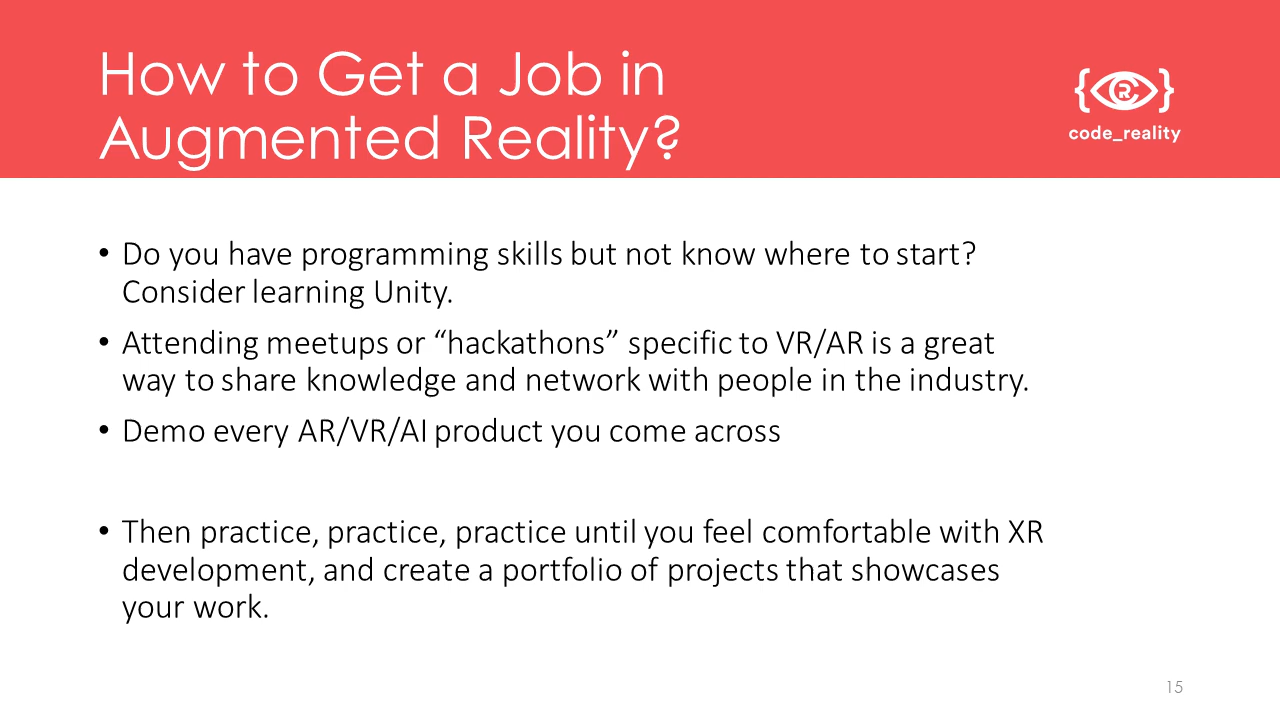 How to Get a Job in
Augmented Reality?
{RC}
code_reality
• Do you have programming skills but not know where to start?
Consider learning Unity.
• Attending meetups or “hackathons” specific to VR/AR is a great
way to share knowledge and network with people in the industry.
• Demo every AR/VR/AI product you come across
• Then practice, practice, practice until you feel comfortable with XR
development, and create a portfolio of projects that showcases
your work.
15